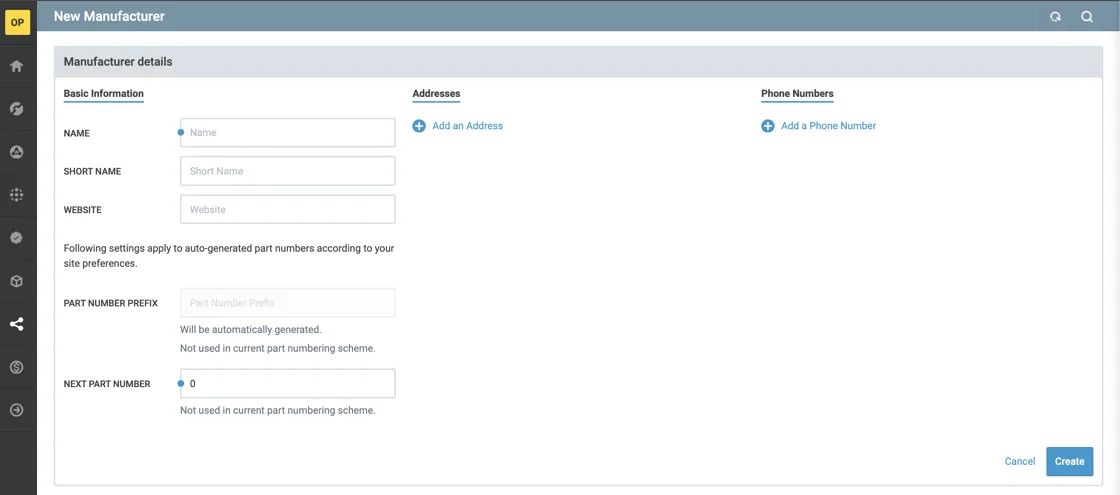 OP
New Manufacturer
Manufacturer details
Basic Information
Addresses
Phone Numbers
Add an Address
Add a Phone Number
NAME
Name
SHORT NAME
Short Name
WEBSITE
Website
Following settings apply to auto-generated part numbers according to your
site preferences.
PART NUMBER PREFIX
Part Number Prefix
Will be automatically generated.
Not used in current part numbering scheme.
NEXT PART NUMBER
0
Not used in current part numbering scheme.
Cancel
Create